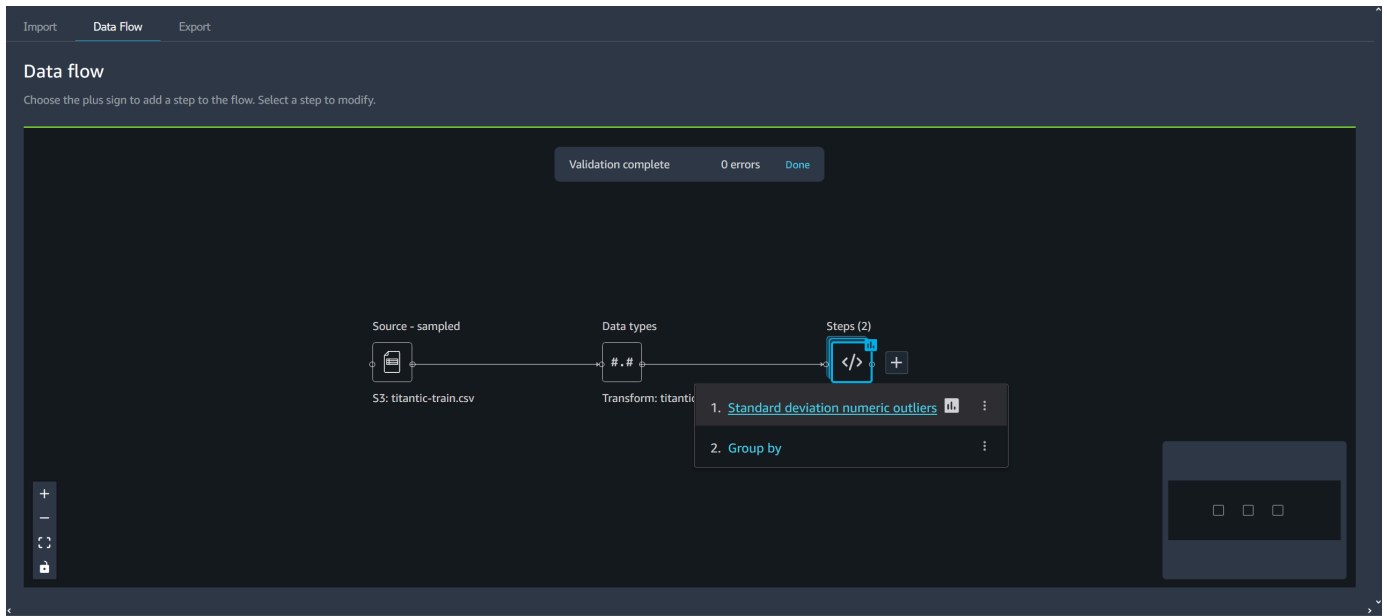 Import Data Flow Export
Data flow
Choose the plus sign to add a step to the flow. Select a step to modify.
Validation complete 0 errors Done
Source - sampled Data types Steps (2)
#.# </> +
S3: titantic-train.csv Transform: titantic
1. Standard deviation numeric outliers
2. Group by